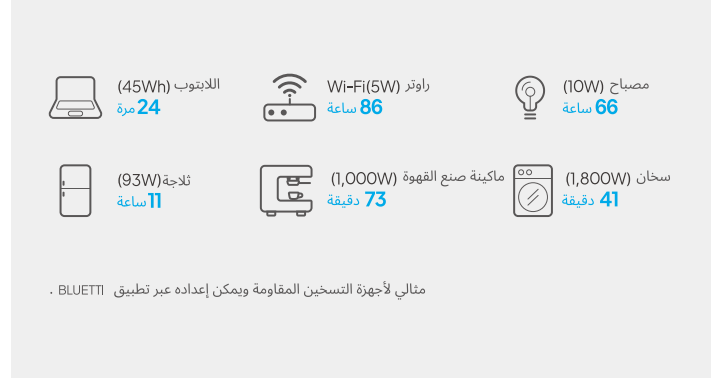 مصباح (10W)
66 ساعة
راوتر Wi-Fi(5W)
86 ساعة
اللابتوب (45Wh)
24 مرة
سخان (1,800W)
41 دقيقة
ماكينة صنع القهوة (1,000W)
73 دقيقة
ثلاجة(93W)
11 ساعة
مثالي لأجهزة التسخين المقاومة ويمكن إعداده عبر تطبيق BLUETTI .